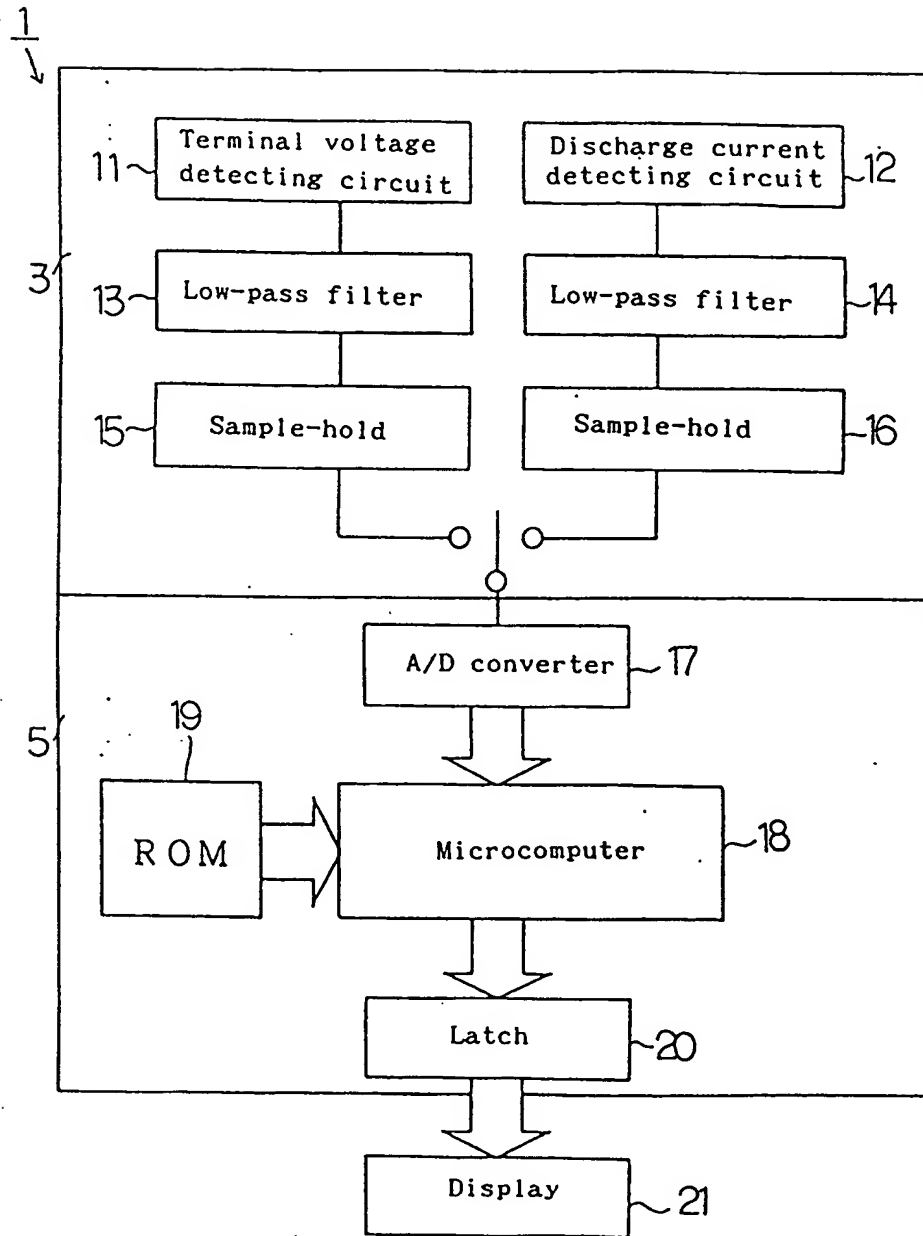 1
Terminal voltage
detecting circuit
11
Discharge current
detecting circuit
12
3
Low-pass filter
13
Low-pass filter
14
Sample-hold
15
Sample-hold
16
A/D converter
17
5
19
ROM
Microcomputer
18
Latch
20
Display
21